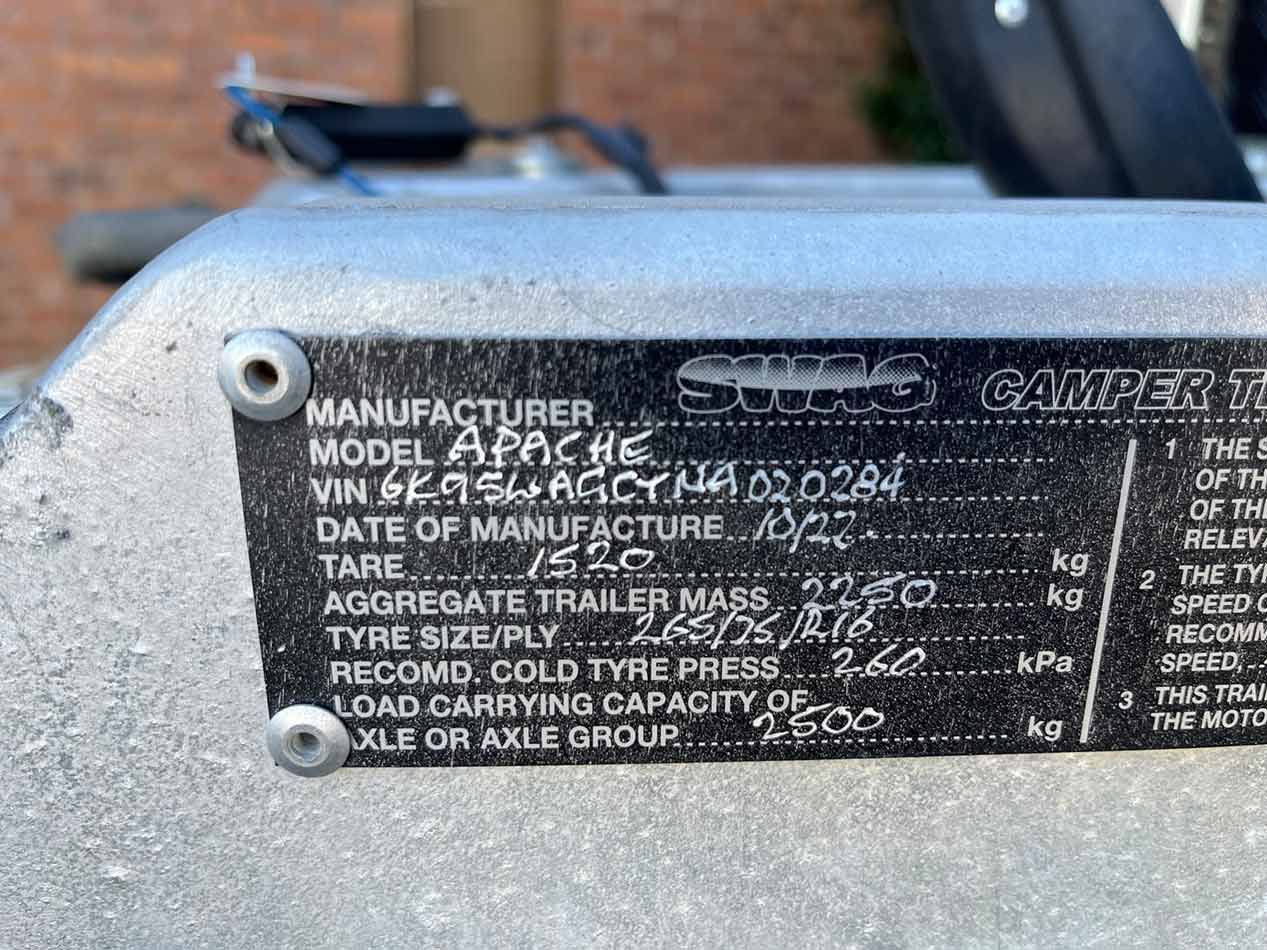 SWAG CAMPER T
MANUFACTURER
MODEL APACHE
VIN 6K9SWAGCYNA020284
DATE OF MANUFACTURE 10/22
TARE 1520 kg
AGGREGATE TRAILER MASS 2250 kg
TYRE SIZE/PLY 265/75/R16
RECOMD. COLD TYRE PRESS 260 kPa
LOAD CARRYING CAPACITY OF
AXLE OR AXLE GROUP 2500 kg
1 THE S
OF TH
OF THE
RELEVA
2 THE TY
SPEED
RECOMM
SPEED.
3 THIS TRAI
THE MOTO